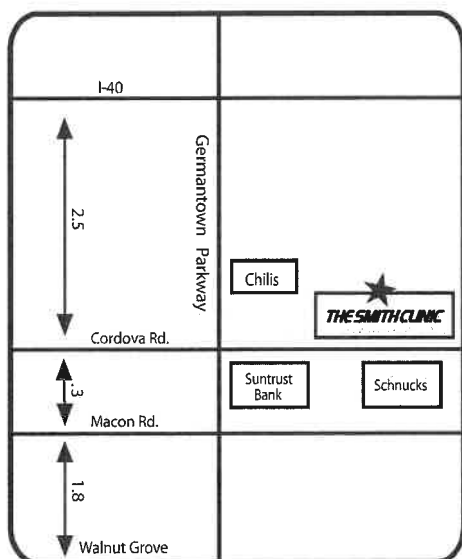 I-40
Germantown Parkway
2.5
Chilis
THE SMITH CLINIC
Cordova Rd.
.3
Suntrust
Bank
Schnucks
Macon Rd.
1.8
Walnut Grove